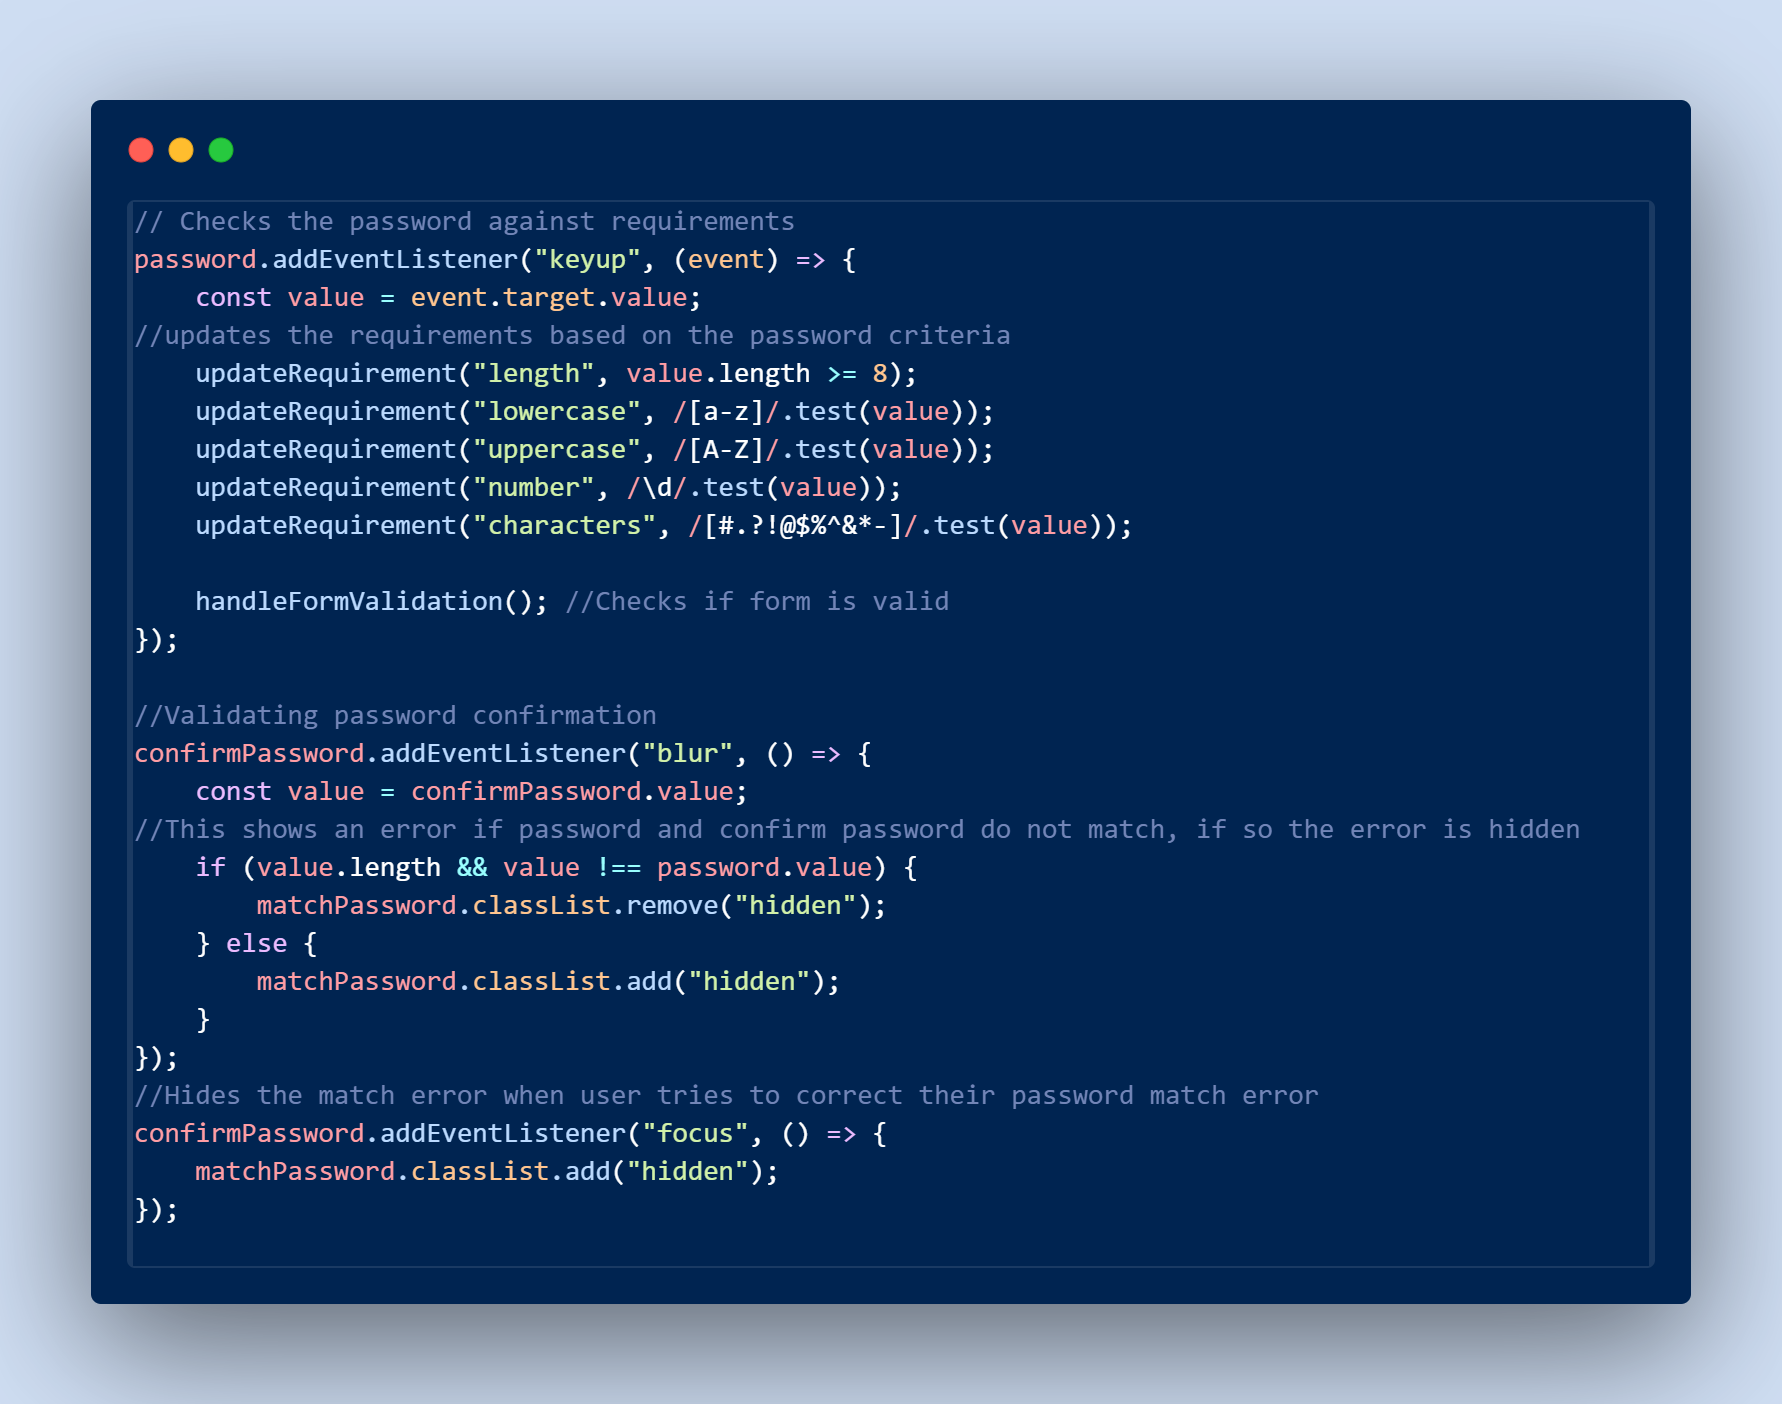 // Checks the password against requirements
password.addEventListener("keyup", (event) => {
    const value = event.target.value;
//updates the requirements based on the password criteria
    updateRequirement("length", value.length >= 8);
    updateRequirement("lowercase", /[a-z]/.test(value));
    updateRequirement("uppercase", /[A-Z]/.test(value));
    updateRequirement("number", /\d/.test(value));
    updateRequirement("characters", /[#.?!@$%^&*-]/.test(value));

    handleFormValidation(); //Checks if form is valid
});

//Validating password confirmation
confirmPassword.addEventListener("blur", () => {
    const value = confirmPassword.value;
//This shows an error if password and confirm password do not match, if so the error is hidden
    if (value.length && value !== password.value) {
        matchPassword.classList.remove("hidden");
    } else {
        matchPassword.classList.add("hidden");
    }
});
//Hides the match error when user tries to correct their password match error
confirmPassword.addEventListener("focus", () => {
    matchPassword.classList.add("hidden");
});